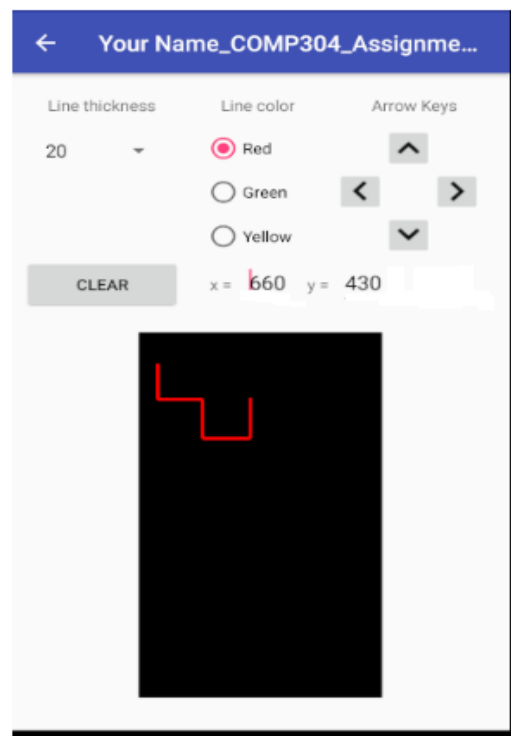 Your Name_COMP304_Assignme...
Line thickness Line color Arrow Keys
20 Red
Green
Yellow
CLEAR x = 660 y = 430